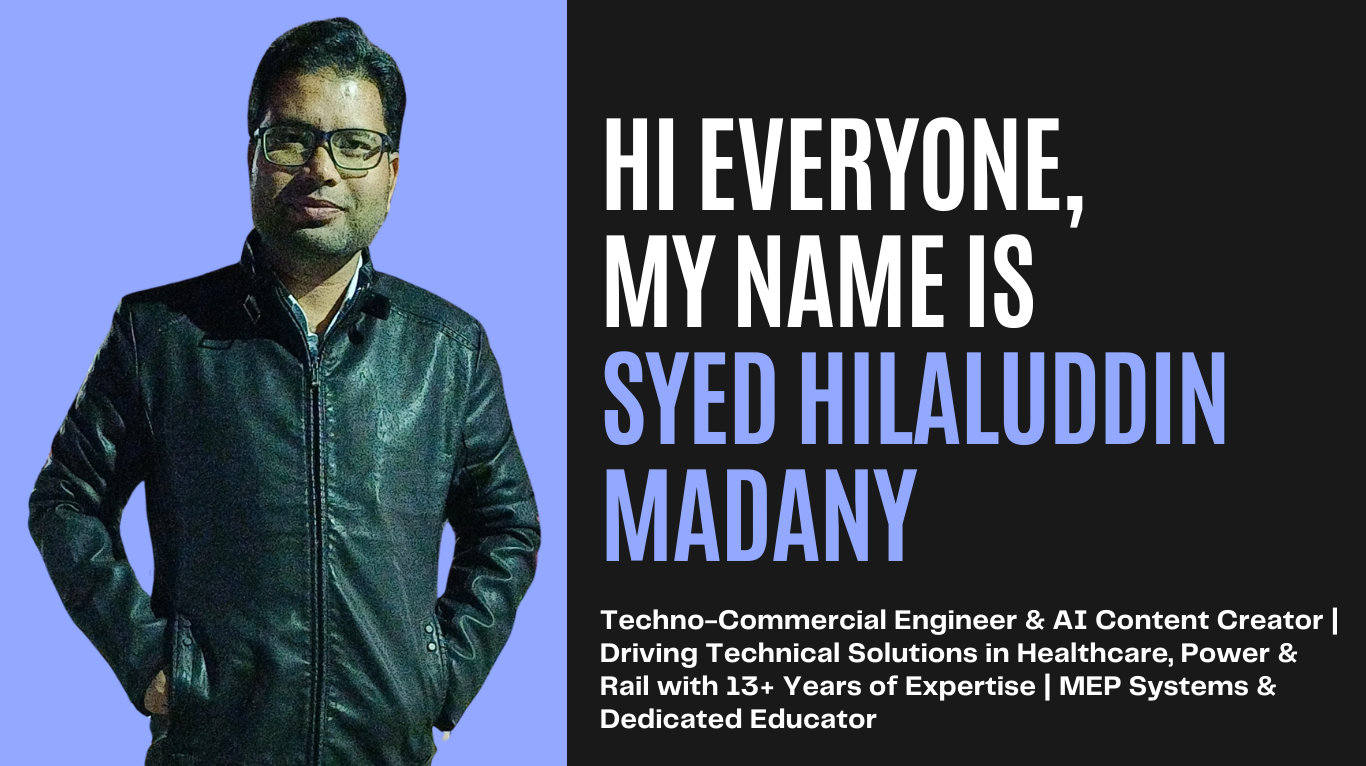 HI EVERYONE,
MY NAME IS
SYED HILALUDDIN
MADANY
Techno-Commercial Engineer & AI Content Creator |
Driving Technical Solutions in Healthcare, Power &
Rail with 13+ Years of Expertise | MEP Systems &
Dedicated Educator